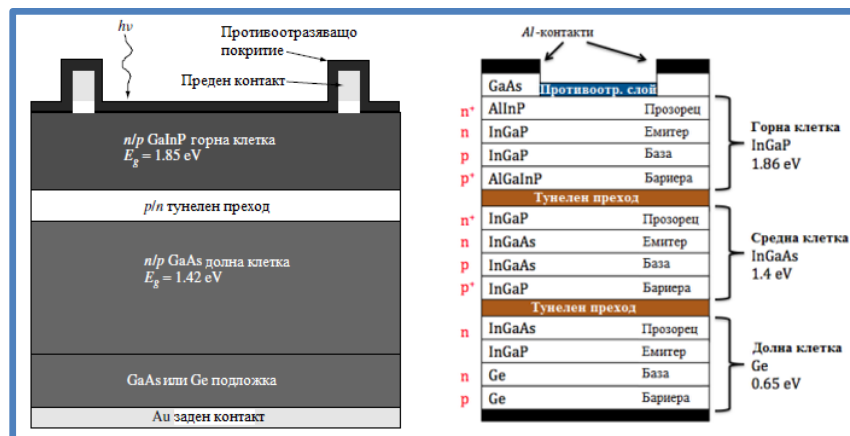 hν
Противоотразяващо
покритие
Преден контакт
n/p GaInP горна клетка
E_g = 1.85 eV
p/n тунелен преход
n/p GaAs долна клетка
E_g = 1.42 eV
GaAs или Ge подложка
Au заден контакт
Al-контакти
GaAs
Противоотр. слой
n⁺ AlInP Прозорец
n InGaP Емитер
p InGaP База
p⁺ AlGaInP Бариера
Горна клетка
InGaP
1.86 eV
Тунелен преход
n⁺ InGaP Прозорец
n InGaAs Емитер
p InGaAs База
p⁺ InGaP Бариера
Средна клетка
InGaAs
1.4 eV
Тунелен преход
n InGaAs Прозорец
InGaP Емитер
n Ge База
p Ge Бариера
Долна клетка
Ge
0.65 eV